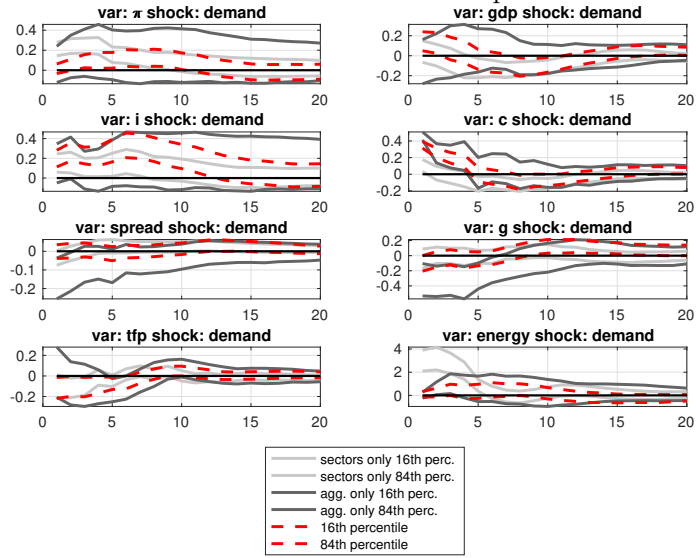 var: π shock: demand
0.4
0.2
0
0 5 10 15 20
var: gdp shock: demand
0.2
0
-0.2
0 5 10 15 20
var: i shock: demand
0.4
0.2
0
0 5 10 15 20
var: c shock: demand
0.4
0.2
0
-0.2
0 5 10 15 20
var: spread shock: demand
0
-0.1
-0.2
0 5 10 15 20
var: g shock: demand
0.2
0
-0.2
-0.4
0 5 10 15 20
var: tfp shock: demand
0.2
0
-0.2
0 5 10 15 20
var: energy shock: demand
4
2
0
0 5 10 15 20
sectors only 16th perc.
sectors only 84th perc.
agg. only 16th perc.
agg. only 84th perc.
16th percentile
84th percentile